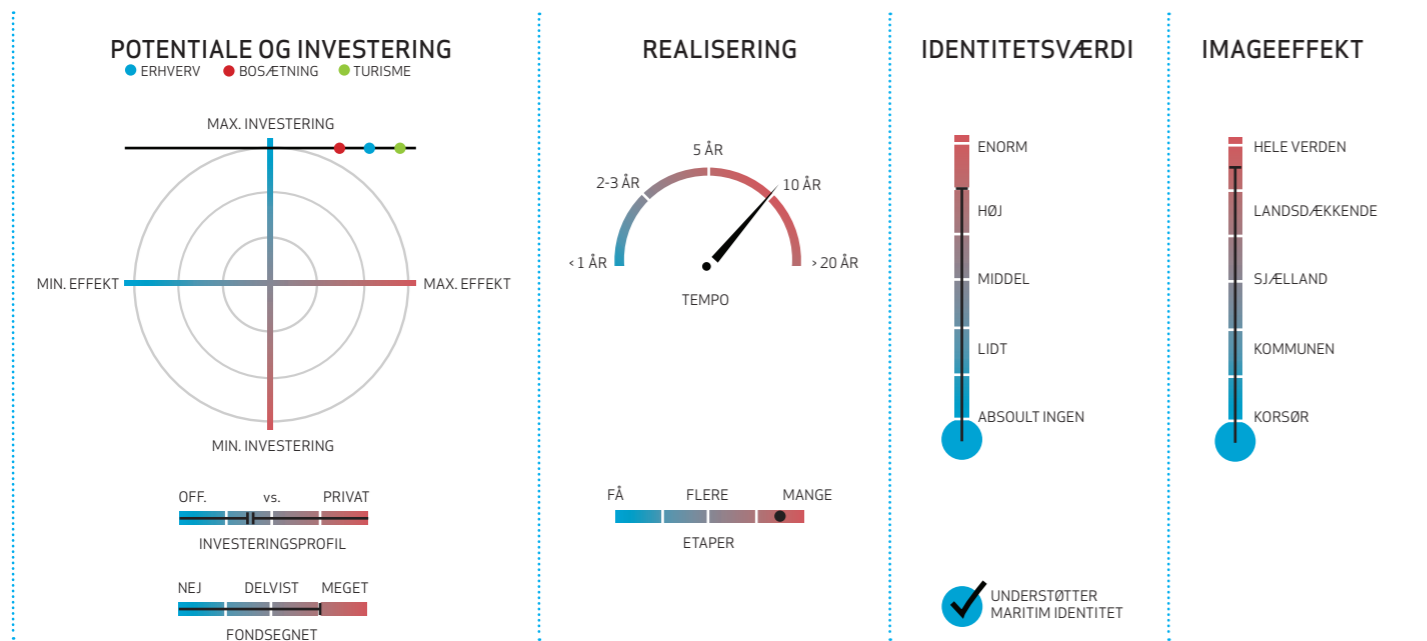 POTENTIALE OG INVESTERING
ERHVERV BOSÆTNING TURISME
MAX. INVESTERING
MIN. EFFEKT MAX. EFFEKT
MIN. INVESTERING
OFF. vs. PRIVAT
INVESTERINGSPROFIL
NEJ DELVIST MEGET
FONDSEGNET
REALISERING
5 ÅR
2-3 ÅR 10 ÅR
< 1 ÅR > 20 ÅR
TEMPO
FÅ FLERE MANGE
ETAPER
IDENTITETSVÆRDI
ENORM
HØJ
MIDDEL
LIDT
ABSOULT INGEN
UNDERSTØTTER
MARITIM IDENTITET
IMAGEEFFEKT
HELE VERDEN
LANDSDÆKKENDE
SJÆLLAND
KOMMUNEN
KORSØR